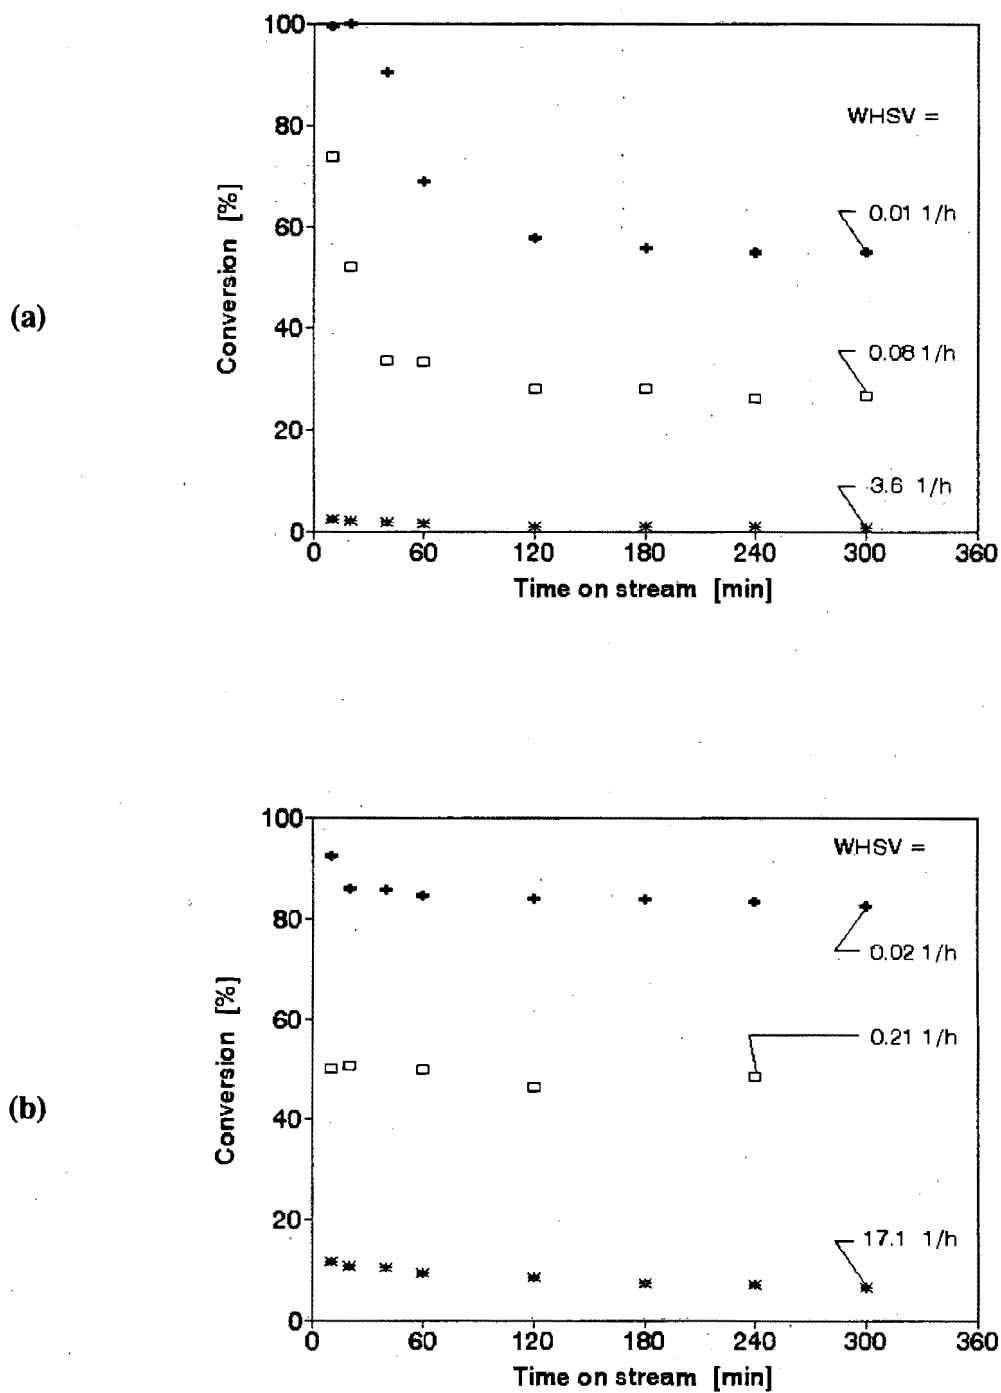 (a)
Conversion [%]
100
80
60
40
20
0
WHSV =
0.01 1/h
0.08 1/h
3.6 1/h
0 60 120 180 240 300 360
Time on stream [min]
(b)
Conversion [%]
100
80
60
40
20
0
WHSV =
0.02 1/h
0.21 1/h
17.1 1/h
0 60 120 180 240 300 360
Time on stream [min]